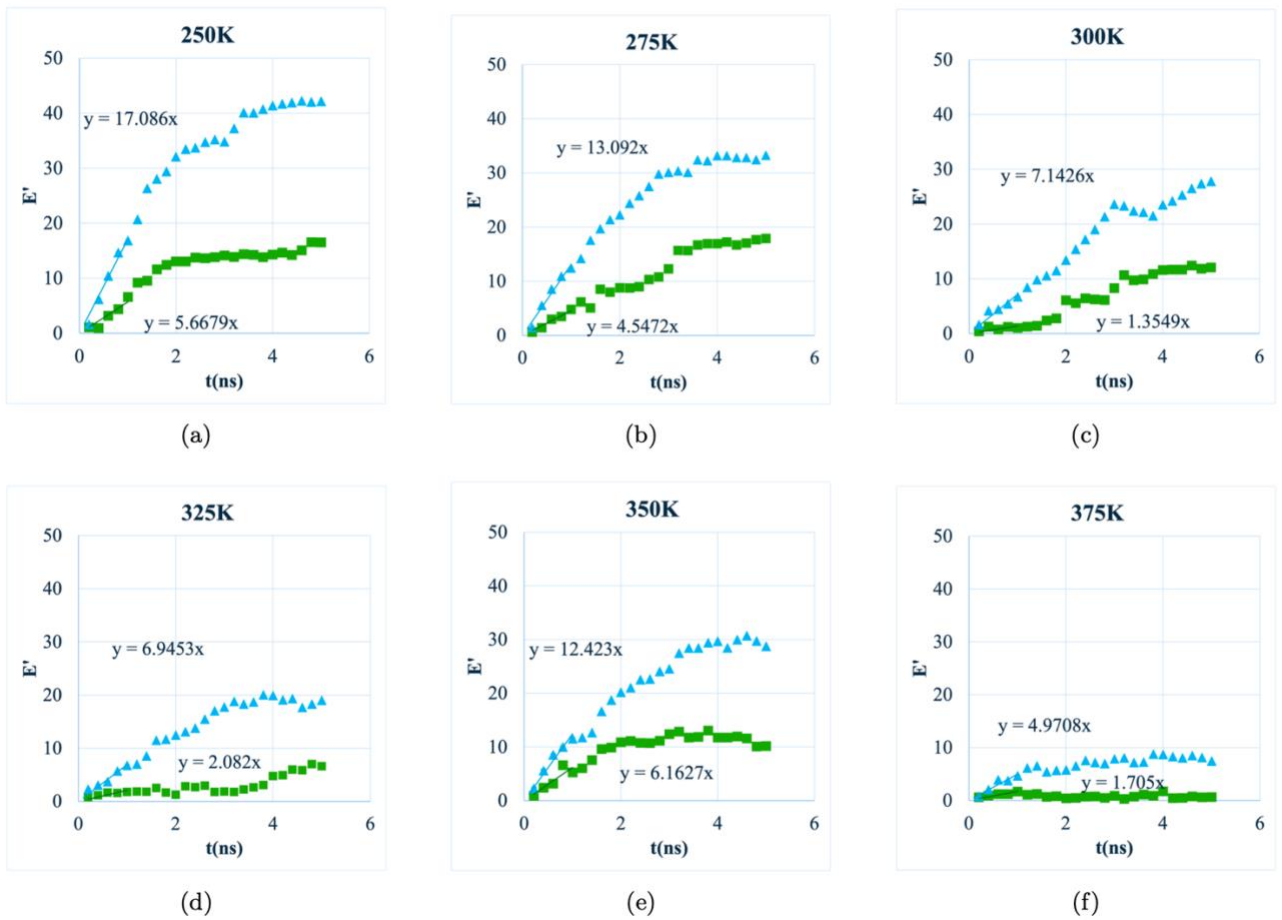 250K
50
40
30
20
10
0
E'
y = 17.086x
y = 5.6679x
0 2 4 6
t(ns)
(a)
275K
50
40
30
20
10
0
E'
y = 13.092x
y = 4.5472x
0 2 4 6
t(ns)
(b)
300K
50
40
30
20
10
0
E'
y = 7.1426x
y = 1.3549x
0 2 4 6
t(ns)
(c)
325K
50
40
30
20
10
0
E'
y = 6.9453x
y = 2.082x
0 2 4 6
t(ns)
(d)
350K
50
40
30
20
10
0
E'
y = 12.423x
y = 6.1627x
0 2 4 6
t(ns)
(e)
375K
50
40
30
20
10
0
E'
y = 4.9708x
y = 1.705x
0 2 4 6
t(ns)
(f)